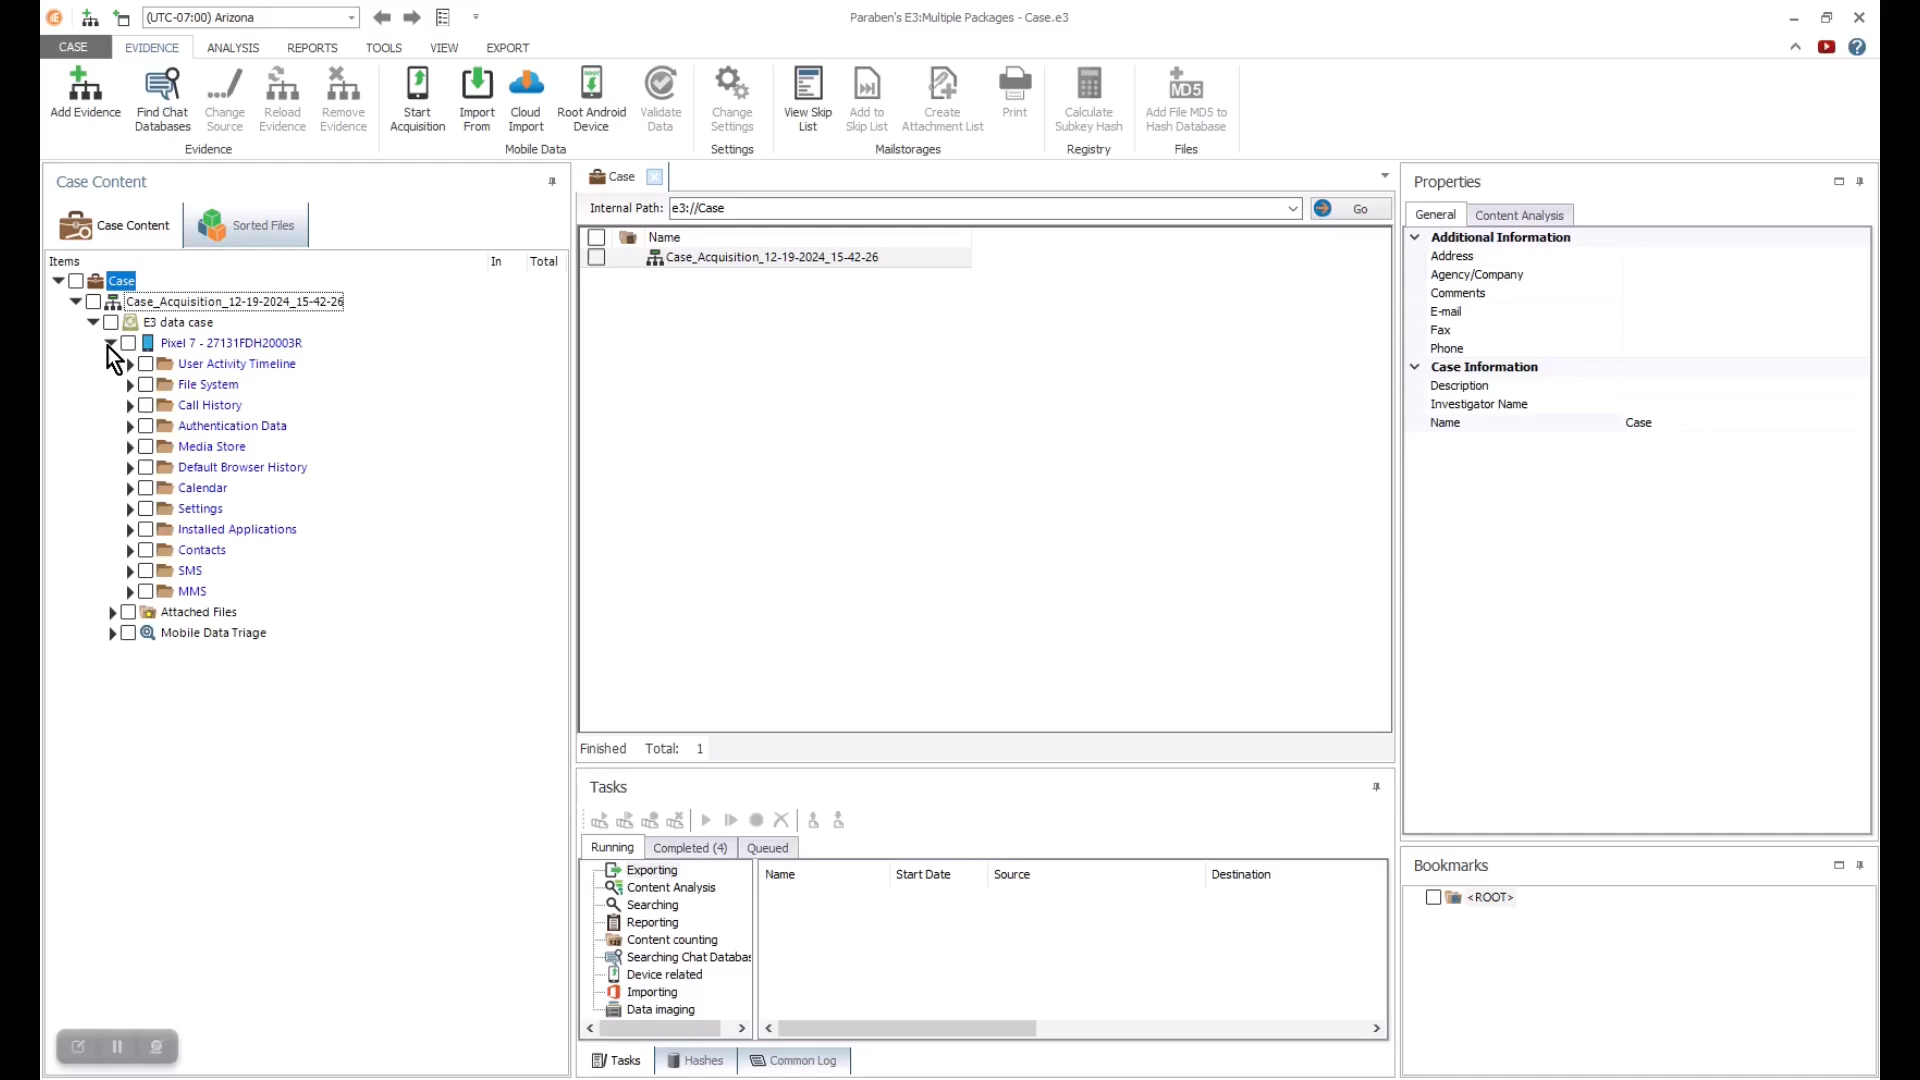 (UTC-07:00) Arizona
Paraben's E3:Multiple Packages - Case.e3
CASE
EVIDENCE
ANALYSIS
REPORTS
TOOLS
VIEW
EXPORT
Add Evidence
Find Chat
Databases
Change
Source
Reload
Evidence
Remove
Evidence
Evidence
Start
Acquisition
Import
From
Cloud
Import
Root Android
Device
Validate
Data
Mobile Data
Change
Settings
Settings
View Skip
List
Add to
Skip List
Create
Attachment List
Print
Mailstorages
Calculate
Subkey Hash
Registry
MD5
Add File MD5 to
Hash Database
Files
Case Content
Case Content
Sorted Files
Items In Total
Case
Case_Acquisition_12-19-2024_15-42-26
E3 data case
Pixel 7 - 27131FDH20003R
User Activity Timeline
File System
Call History
Authentication Data
Media Store
Default Browser History
Calendar
Settings
Installed Applications
Contacts
SMS
MMS
Attached Files
Mobile Data Triage
Case
Internal Path: e3://Case Go
Name
Case_Acquisition_12-19-2024_15-42-26
Finished Total: 1
Tasks
Running Completed (4) Queued
Exporting
Content Analysis
Searching
Reporting
Content counting
Searching Chat Databas
Device related
Importing
Data imaging
Name Start Date Source Destination
Tasks Hashes Common Log
Properties
General Content Analysis
Additional Information
Address
Agency/Company
Comments
E-mail
Fax
Phone
Case Information
Description
Investigator Name
Name Case
Bookmarks
<ROOT>